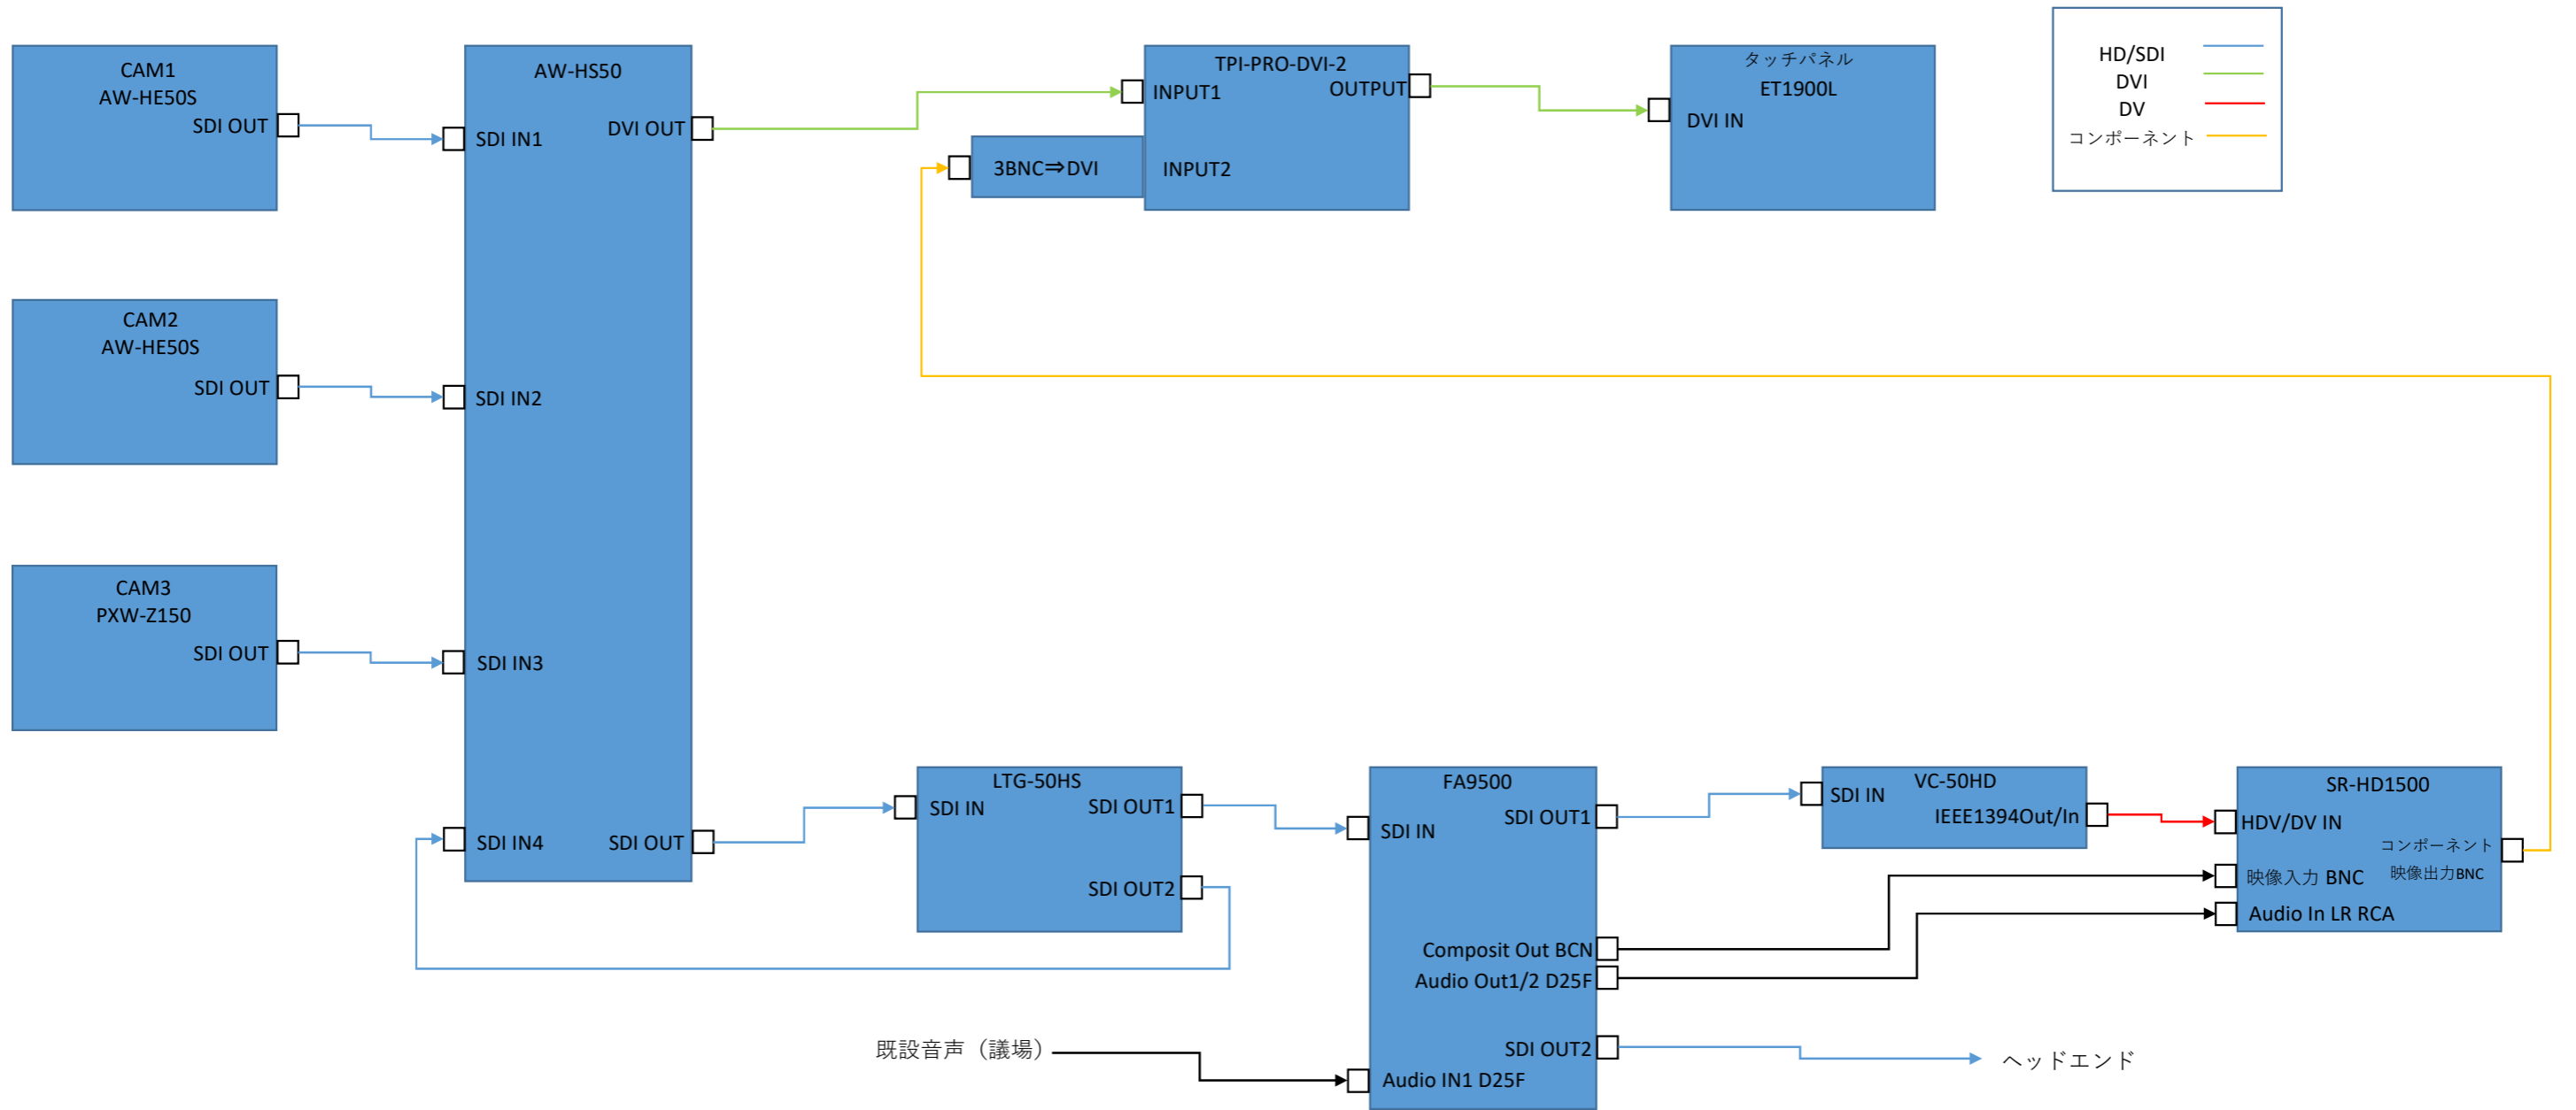 CAM1
AW-HE50S
SDI OUT
CAM2
AW-HE50S
SDI OUT
CAM3
PXW-Z150
SDI OUT
AW-HS50
SDI IN1
DVI OUT
SDI IN2
SDI IN3
SDI IN4
SDI OUT
TPI-PRO-DVI-2
INPUT1
OUTPUT
3BNC⇒DVI
INPUT2
タッチパネル
ET1900L
DVI IN
HD/SDI
DVI
DV
コンポーネント
LTG-50HS
SDI IN
SDI OUT1
SDI OUT2
FA9500
SDI IN
SDI OUT1
Composit Out BCN
Audio Out1/2 D25F
SDI OUT2
Audio IN1 D25F
既設音声（議場）
ヘッドエンド
VC-50HD
SDI IN
IEEE1394Out/In
SR-HD1500
HDV/DV IN
コンポーネント
映像出力BNC
映像入力 BNC
Audio In LR RCA